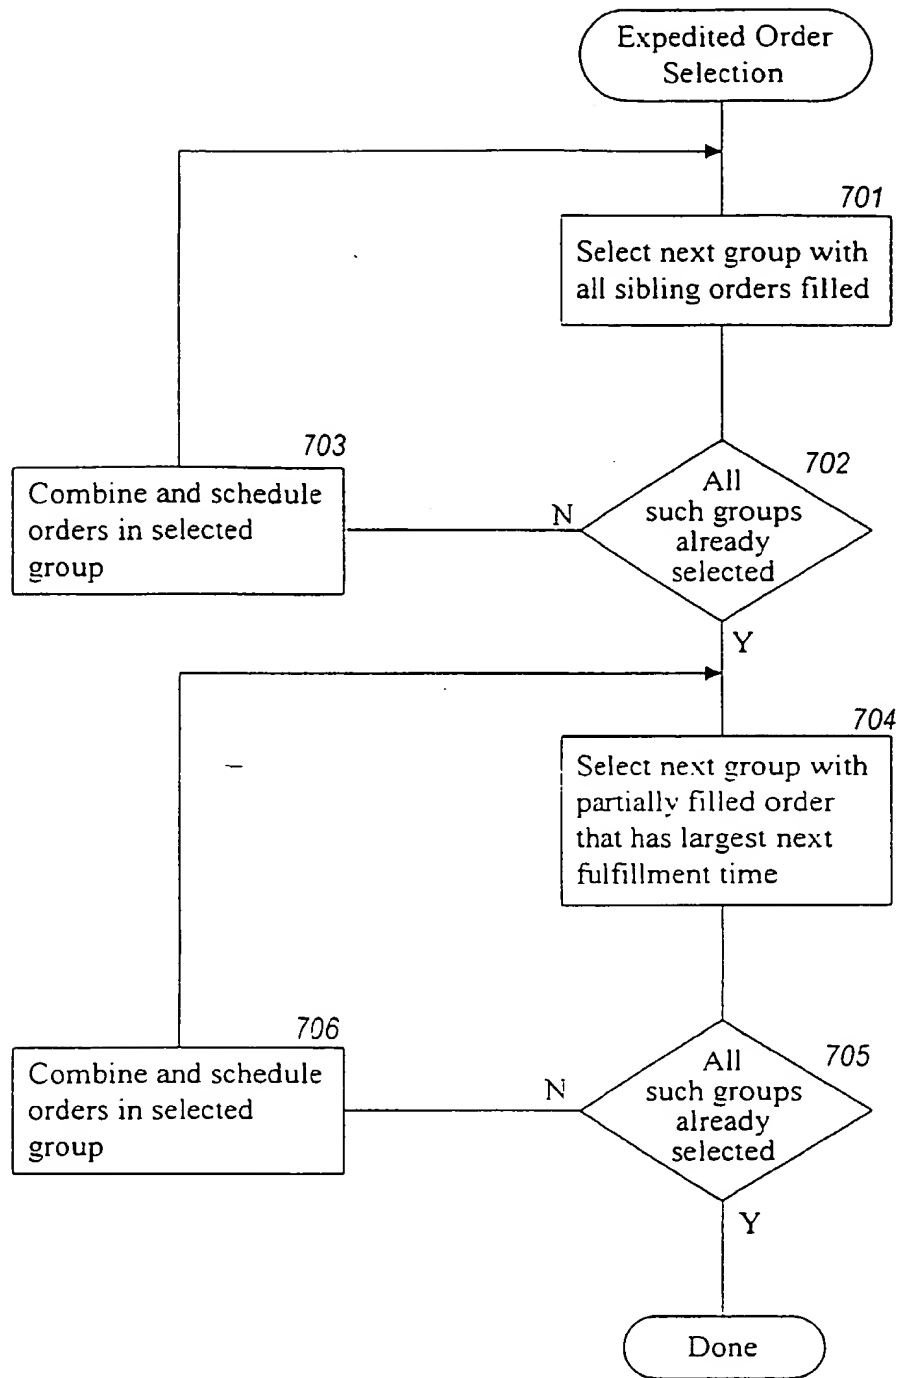 Expedited Order
Selection
701
Select next group with
all sibling orders filled
702
All
such groups
already
selected
N
Y
703
Combine and schedule
orders in selected
group
704
Select next group with
partially filled order
that has largest next
fulfillment time
705
All
such groups
already
selected
N
Y
706
Combine and schedule
orders in selected
group
Done